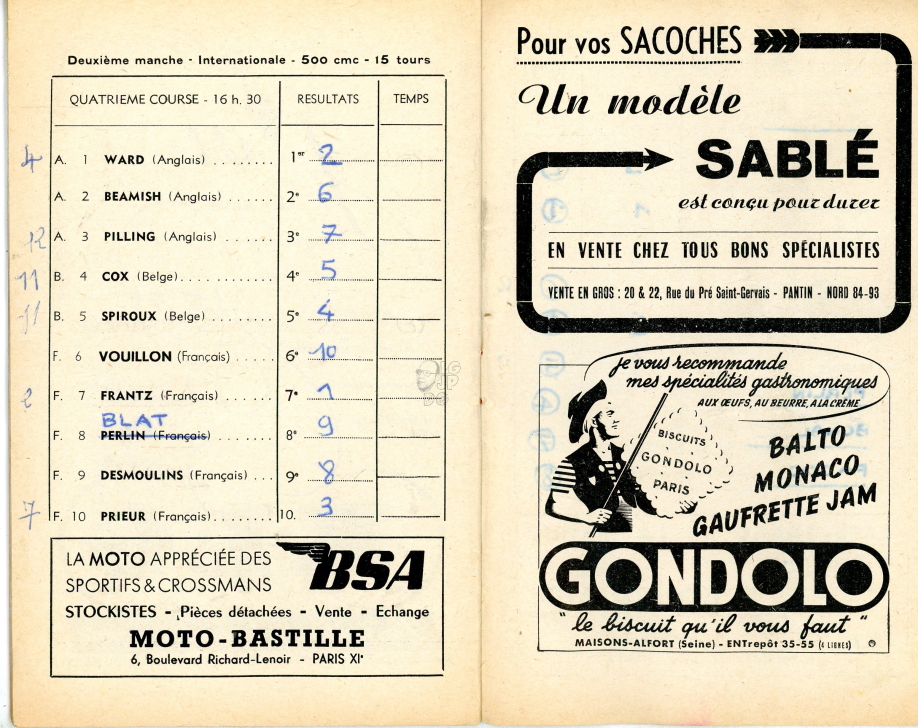 Deuxième manche - Internationale - 500 cmc - 15 tours
QUATRIEME COURSE - 16 h. 30 RESULTATS TEMPS
4 A. 1 WARD (Anglais) . . . . . . . . 1er 2
A. 2 BEAMISH (Anglais) . . . . . . 2e 6
12 A. 3 PILLING (Anglais) . . . . . . 3e 7
11 B. 4 COX (Belge). . . . . . . . . . . . 4e 5
11 B. 5 SPIROUX (Belge) . . . . . . . . 5e 4
F. 6 VOUILLON (Français) . . . . 6e 10
2 F. 7 FRANTZ (Français) . . . . . . 7e 1
BLAT
F. 8 PERLIN (Français) 8e 9
F. 9 DESMOULINS (Français) . . . 9e 8
7 F. 10 PRIEUR (Français) . . . . . . . . 10. 3
LA MOTO APPRÉCIÉE DES
SPORTIFS & CROSSMANS
BSA
STOCKISTES - Pièces détachées - Vente - Echange
MOTO-BASTILLE
6, Boulevard Richard-Lenoir - PARIS XIe
Pour vos SACOCHES
Un modèle
SABLÉ
est conçu pour durer
EN VENTE CHEZ TOUS BONS SPÉCIALISTES
VENTE EN GROS : 20 & 22, Rue du Pré Saint-Gervais - PANTIN - NORD 84-93
je vous recommande
mes spécialités gastronomiques
AUX ŒUFS, AU BEURRE, A LA CRÈME
BISCUITS
GONDOLO
PARIS
BALTO
MONACO
GAUFRETTE JAM
GONDOLO
"le biscuit qu'il vous faut"
MAISONS-ALFORT (Seine) - ENTrepôt 35-55 (4 LIGNES)